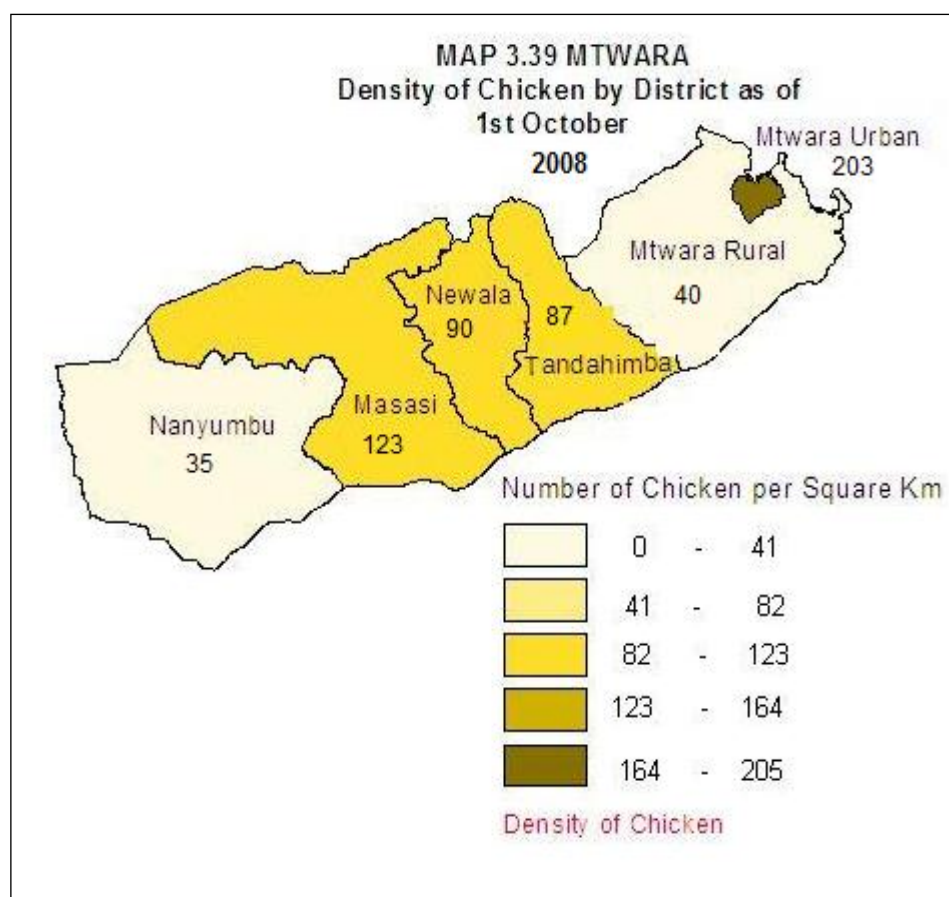 MAP 3.39 MTWARA
Density of Chicken by District as of
1st October
2008
Mtwara Urban
203
Mtwara Rural
40
Newala
90
87
Tandahimba
Masasi
123
Nanyumbu
35
Number of Chicken per Square Km
0 - 41
41 - 82
82 - 123
123 - 164
164 - 205
Density of Chicken